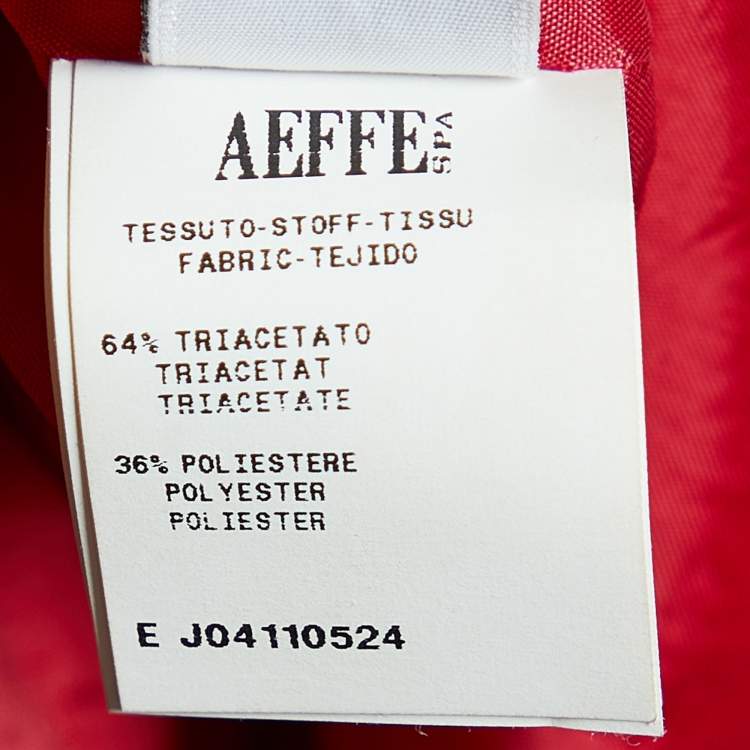 AEFFE SPA
TESSUTO-STOFF-TISSU
FABRIC-TEJIDO
64% TRIACETATO
TRIACETAT
TRIACETATE
36% POLIESTERE
POLYESTER
POLIESTER
E J04110524